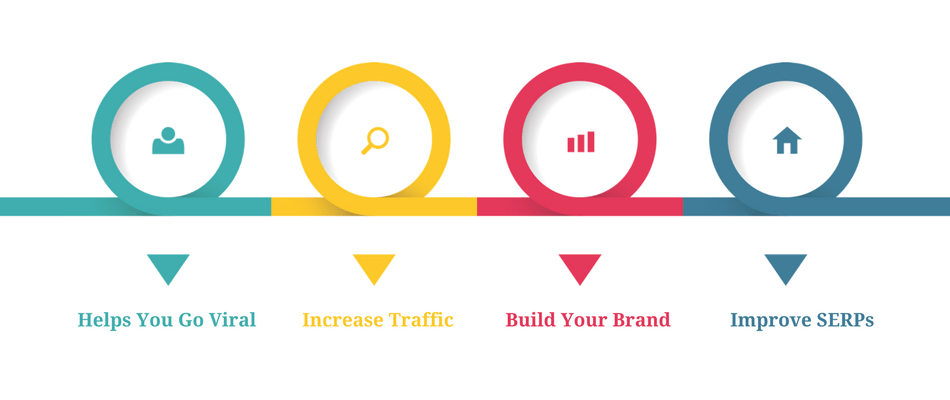 Helps You Go Viral
Increase Traffic
Build Your Brand
Improve SERPs